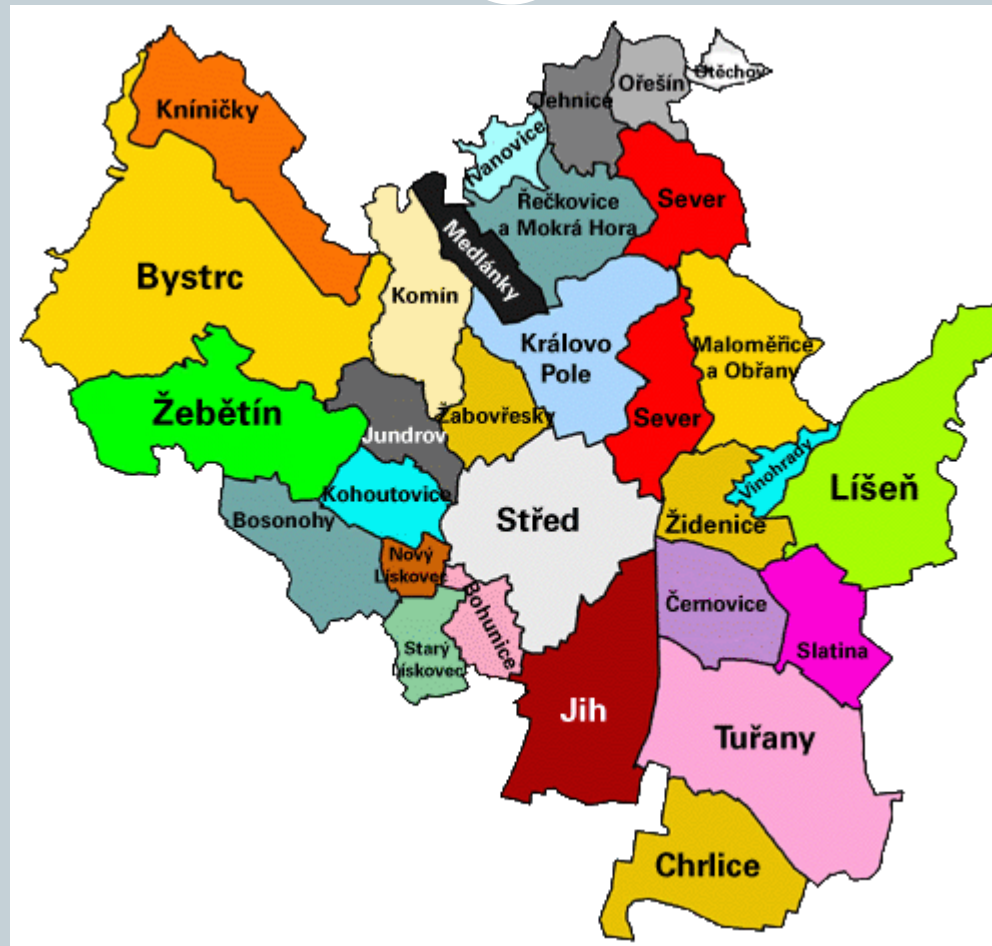 Útěchov
Ořešín
Jehnice
Kníničky
Ivanovice
Sever
Řečkovice
a Mokrá Hora
Medlánky
Bystrc
Komín
Královo
Pole
Maloměřice
a Obřany
Žebětín
Žabovřesky
Sever
Jundrov
Vinohrady
Líšeň
Kohoutovice
Bosonohy
Střed
Židenice
Nový
Lískovec
Bohunice
Černovice
Starý
Lískovec
Slatina
Jih
Tuřany
Chrlice